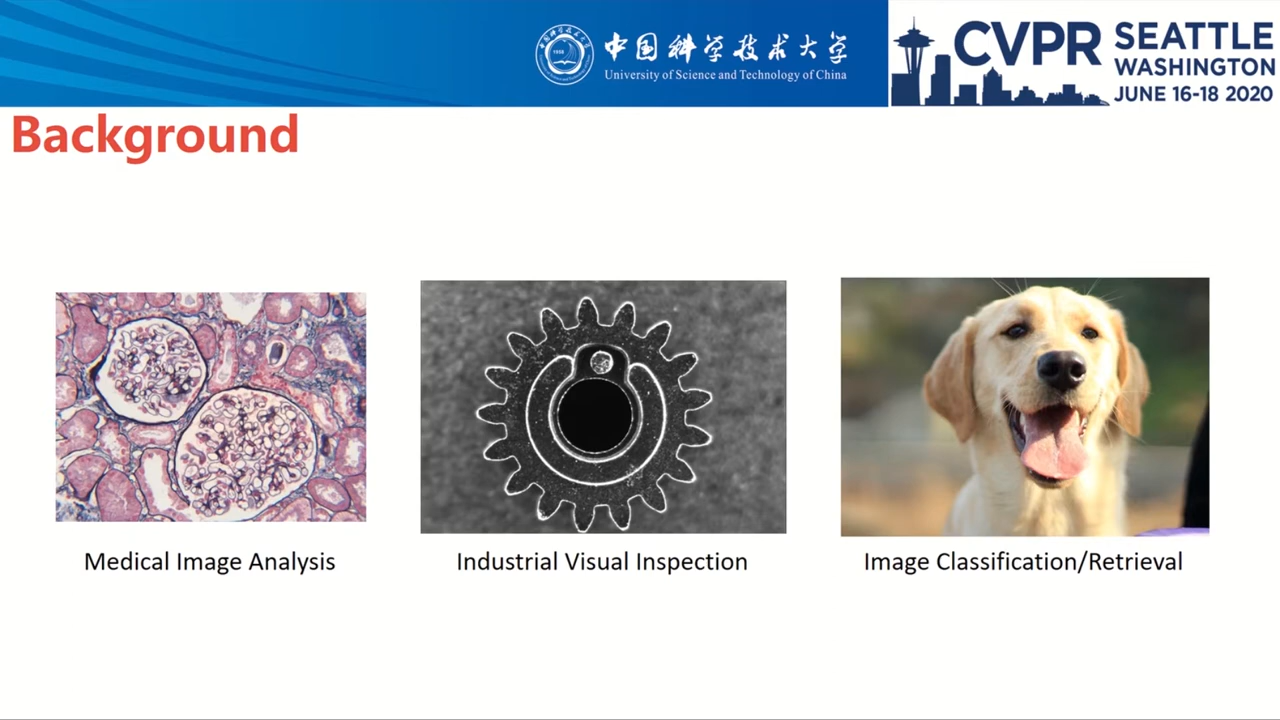 中国科学技术大学
University of Science and Technology of China
CVPR SEATTLE
WASHINGTON
JUNE 16-18 2020
Background
Medical Image Analysis
Industrial Visual Inspection
Image Classification/Retrieval